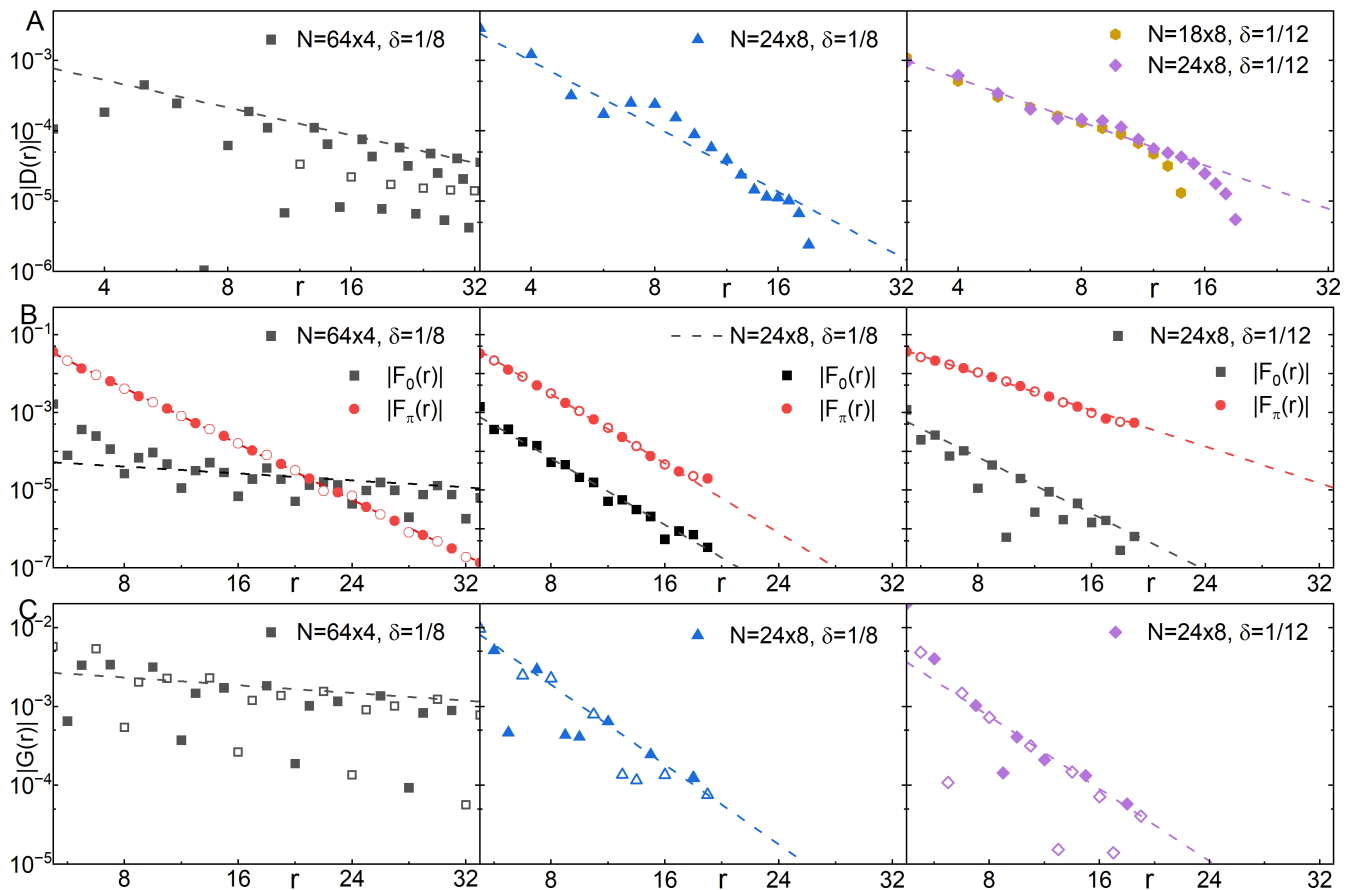 A
N=64x4, δ=1/8
N=24x8, δ=1/8
N=18x8, δ=1/12
N=24x8, δ=1/12
|D(r)|
10⁻³
10⁻⁴
10⁻⁵
10⁻⁶
4 8 r 16 32
4 8 r 16 32
4 8 r 16 32
B
N=64x4, δ=1/8
|F₀(r)|
|Fπ(r)|
N=24x8, δ=1/8
|F₀(r)|
|Fπ(r)|
N=24x8, δ=1/12
|F₀(r)|
|Fπ(r)|
10⁻¹
10⁻³
10⁻⁵
10⁻⁷
8 16 r 24 32
8 16 r 24 32
8 16 r 24 32
C
N=64x4, δ=1/8
N=24x8, δ=1/8
N=24x8, δ=1/12
|G(r)|
10⁻²
10⁻³
10⁻⁴
10⁻⁵
8 16 r 24 32
8 16 r 24 32
8 16 r 24 32